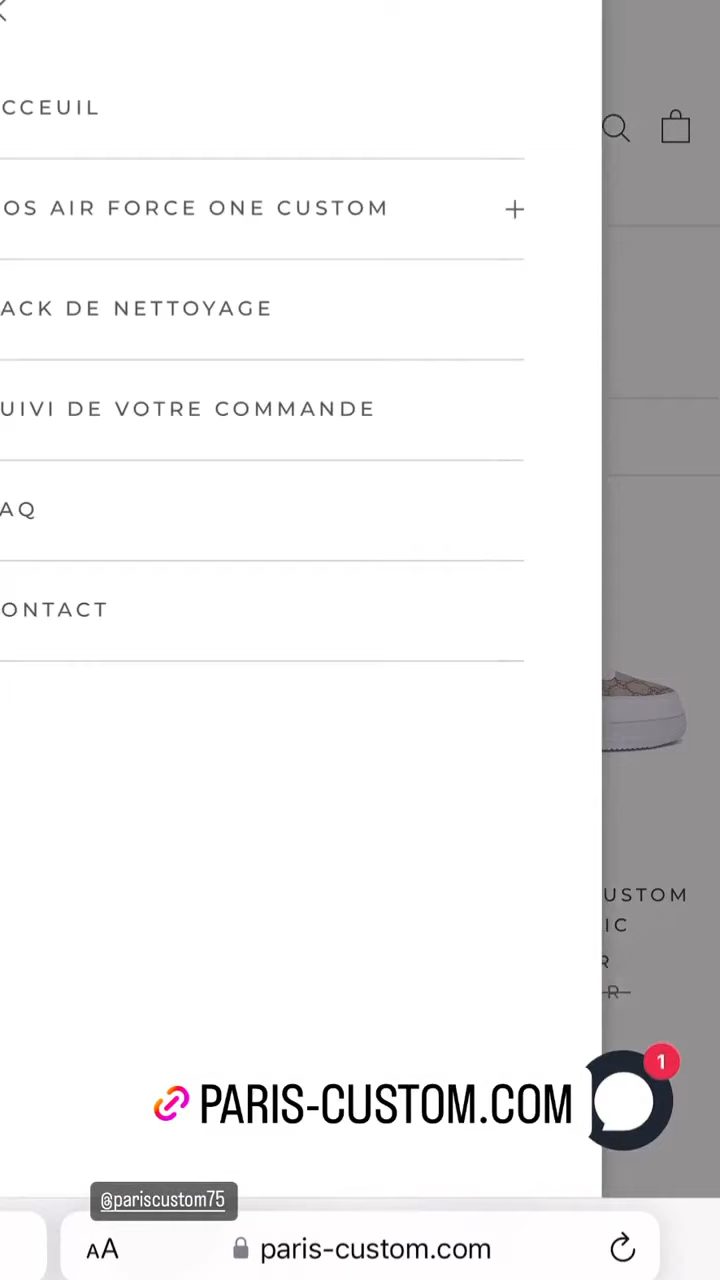 CCEUIL
OS AIR FORCE ONE CUSTOM
ACK DE NETTOYAGE
UIVI DE VOTRE COMMANDE
AQ
ONTACT
USTOM
IC
R
R
1
PARIS-CUSTOM.COM
@pariscustom75
AA
paris-custom.com